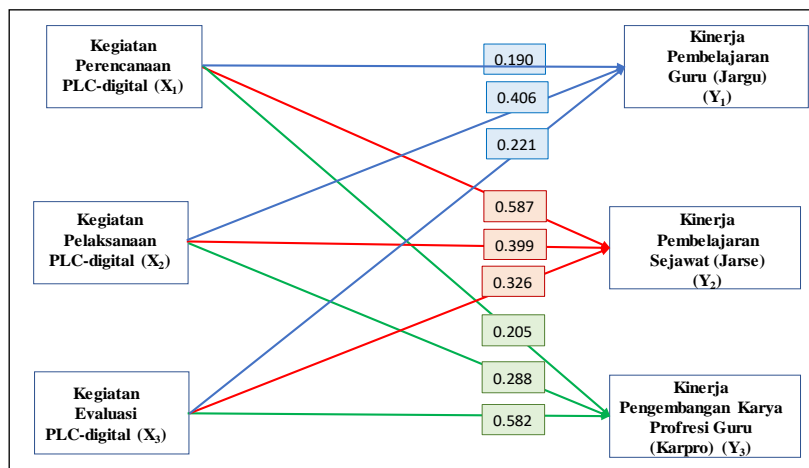 Kegiatan
Perencanaan
PLC-digital (X₁)
0.190
0.406
0.221
Kinerja
Pembelajaran
Guru (Jargu)
(Y₁)
Kegiatan
Pelaksanaan
PLC-digital (X₂)
0.587
0.399
0.326
Kinerja
Pembelajaran
Sejawat (Jarse)
(Y₂)
Kegiatan
Evaluasi
PLC-digital (X₃)
0.205
0.288
0.582
Kinerja
Pengembangan Karya
Profresi Guru
(Karpro) (Y₃)